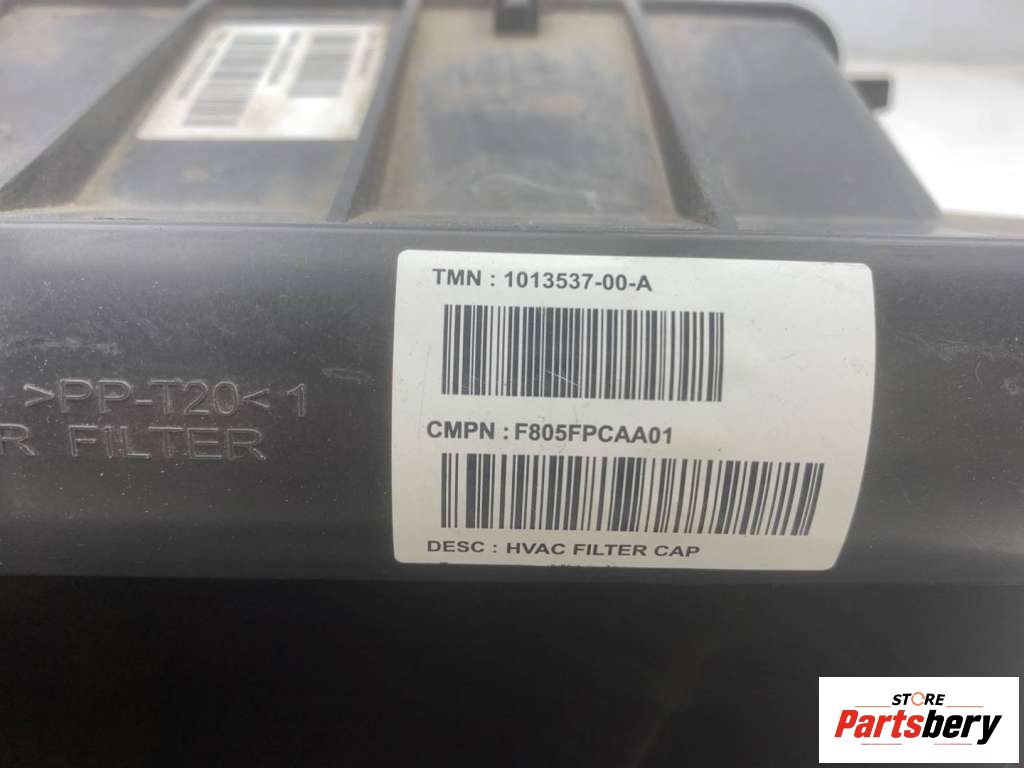 TMN : 1013537-00-A
CMPN : F805FPCAA01
DESC : HVAC FILTER CAP
>PP-T20< 1
R FILTER
STORE
Partsbery